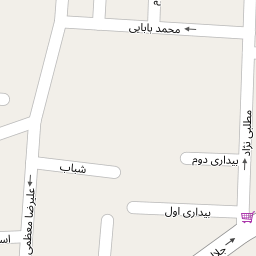 محمد بابایی
مطلبی نژاد
بیداری دوم
شباب
علیرضا معظمی
بیداری اول